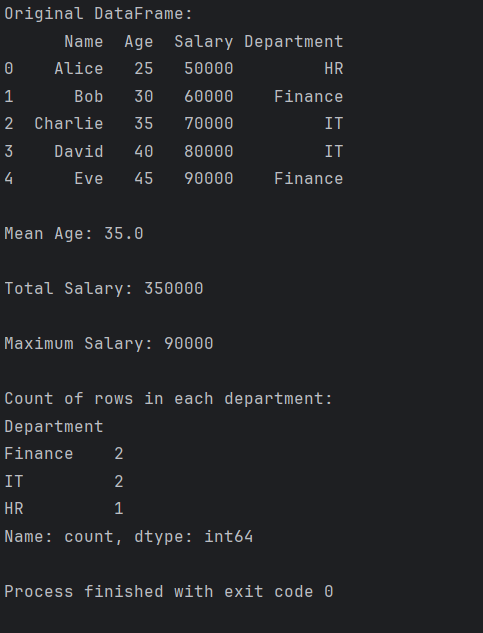 Original DataFrame:
      Name  Age  Salary Department
0    Alice   25   50000         HR
1      Bob   30   60000    Finance
2  Charlie   35   70000         IT
3    David   40   80000         IT
4      Eve   45   90000    Finance

Mean Age: 35.0

Total Salary: 350000

Maximum Salary: 90000

Count of rows in each department:
Department
Finance    2
IT         2
HR         1
Name: count, dtype: int64

Process finished with exit code 0